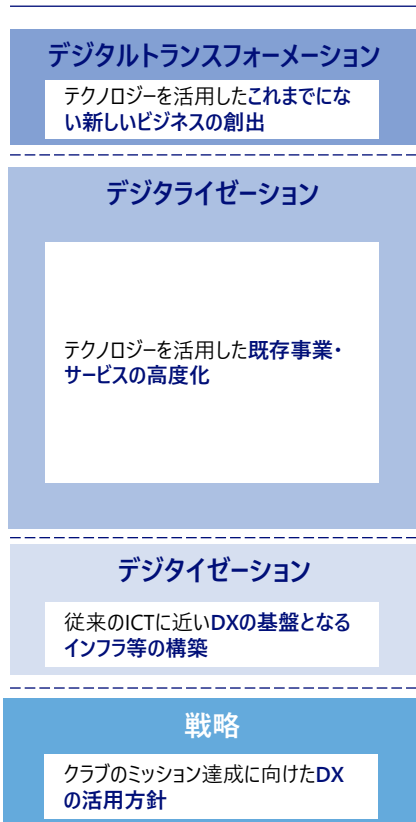 デジタルトランスフォーメーション
テクノロジーを活用したこれまでにな
い新しいビジネスの創出
デジタライゼーション
テクノロジーを活用した既存事業・
サービスの高度化
デジタイゼーション
従来のICTに近いDXの基盤となる
インフラ等の構築
戦略
クラブのミッション達成に向けたDX
の活用方針